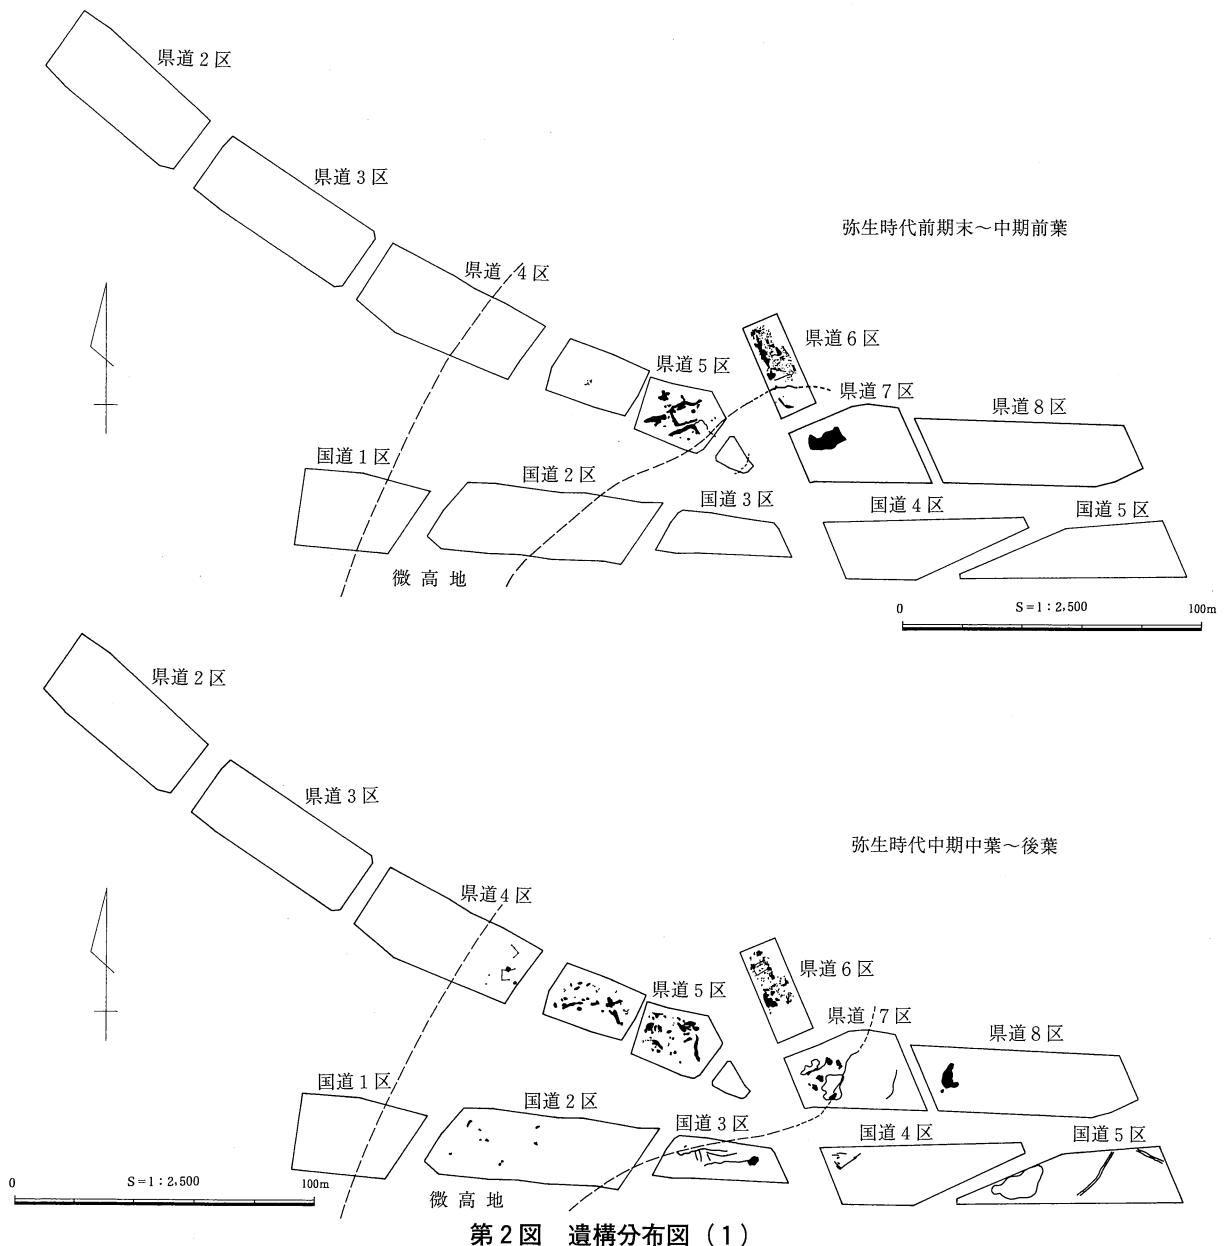 県道2区
県道3区
弥生時代前期末～中期前葉
県道 4区
県道6区
県道5区
県道7区
県道8区
国道1区
国道2区
国道3区
国道4区
国道5区
微高地
0 S=1:2,500 100m
県道2区
県道3区
弥生時代中期中葉～後葉
県道4区
県道6区
県道5区
県道 7区
県道8区
国道1区
国道2区
国道3区
国道4区
国道5区
0 S=1:2,500 100m
微高地
第2図 遺構分布図(1)